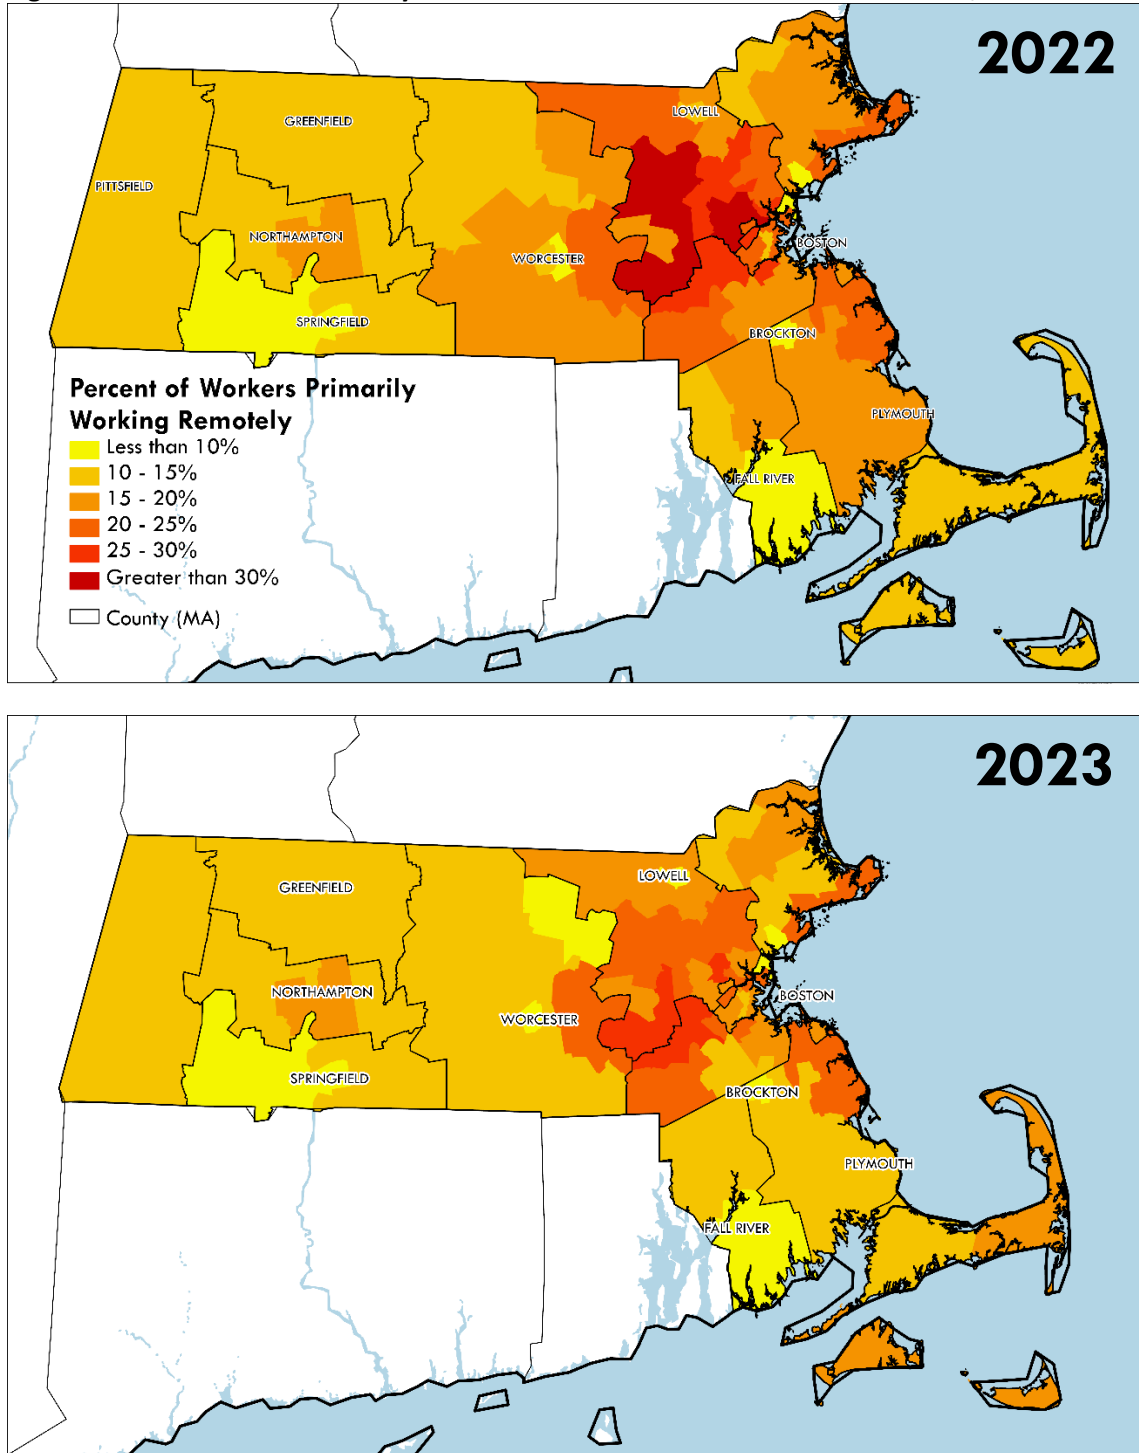 2022
LOWELL
GREENFIELD
PITTSFIELD
NORTHAMPTON
BOSTON
WORCESTER
SPRINGFIELD
BROCKTON
Percent of Workers Primarily
Working Remotely
Less than 10%
10 - 15%
15 - 20%
20 - 25%
25 - 30%
Greater than 30%
County (MA)
PLYMOUTH
FALL RIVER
2023
LOWELL
GREENFIELD
NORTHAMPTON
BOSTON
WORCESTER
SPRINGFIELD
BROCKTON
PLYMOUTH
FALL RIVER